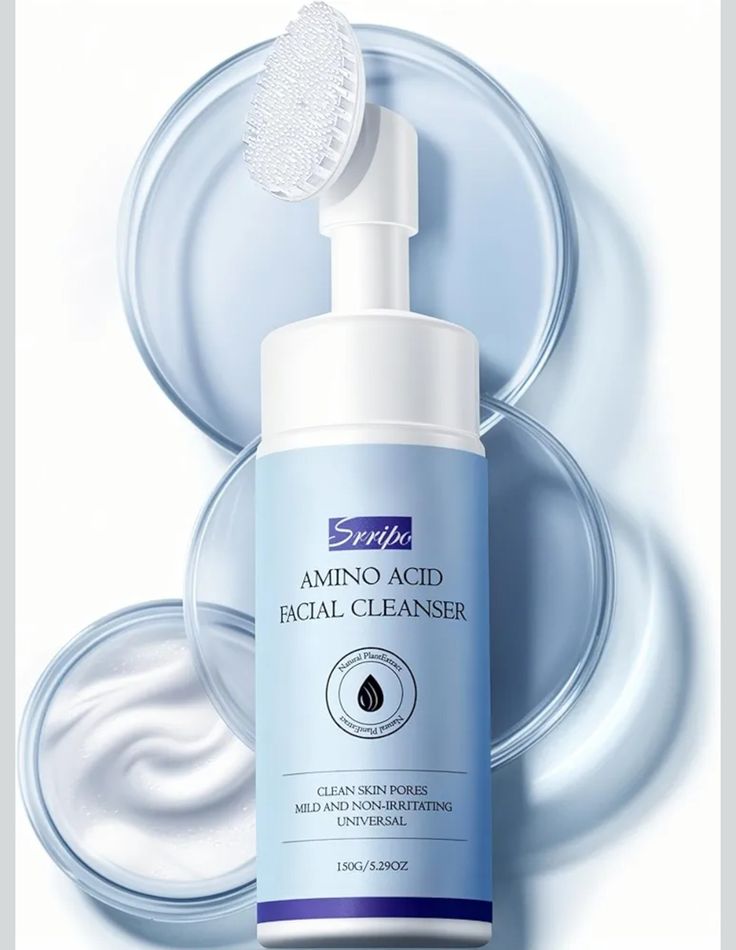 Srripo
AMINO ACID
FACIAL CLEANSER
Natural PlantExtract
Natural PlantExtract
CLEAN SKIN PORES
MILD AND NON-IRRITATING
UNIVERSAL
150G/5.29OZ